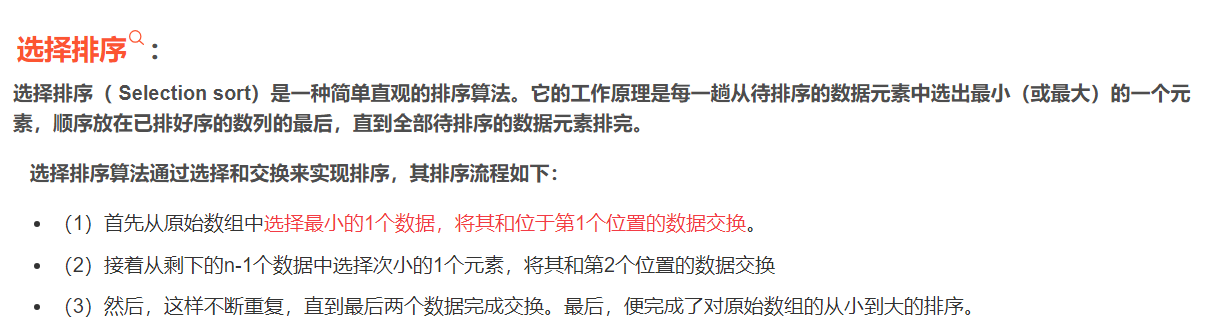 选择排序：
选择排序（ Selection sort）是一种简单直观的排序算法。它的工作原理是每一趟从待排序的数据元素中选出最小（或最大）的一个元
素，顺序放在已排好序的数列的最后，直到全部待排序的数据元素排完。
选择排序算法通过选择和交换来实现排序，其排序流程如下：
• （1）首先从原始数组中选择最小的1个数据，将其和位于第1个位置的数据交换。
• （2）接着从剩下的n-1个数据中选择次小的1个元素，将其和第2个位置的数据交换
• （3）然后，这样不断重复，直到最后两个数据完成交换。最后，便完成了对原始数组的从小到大的排序。